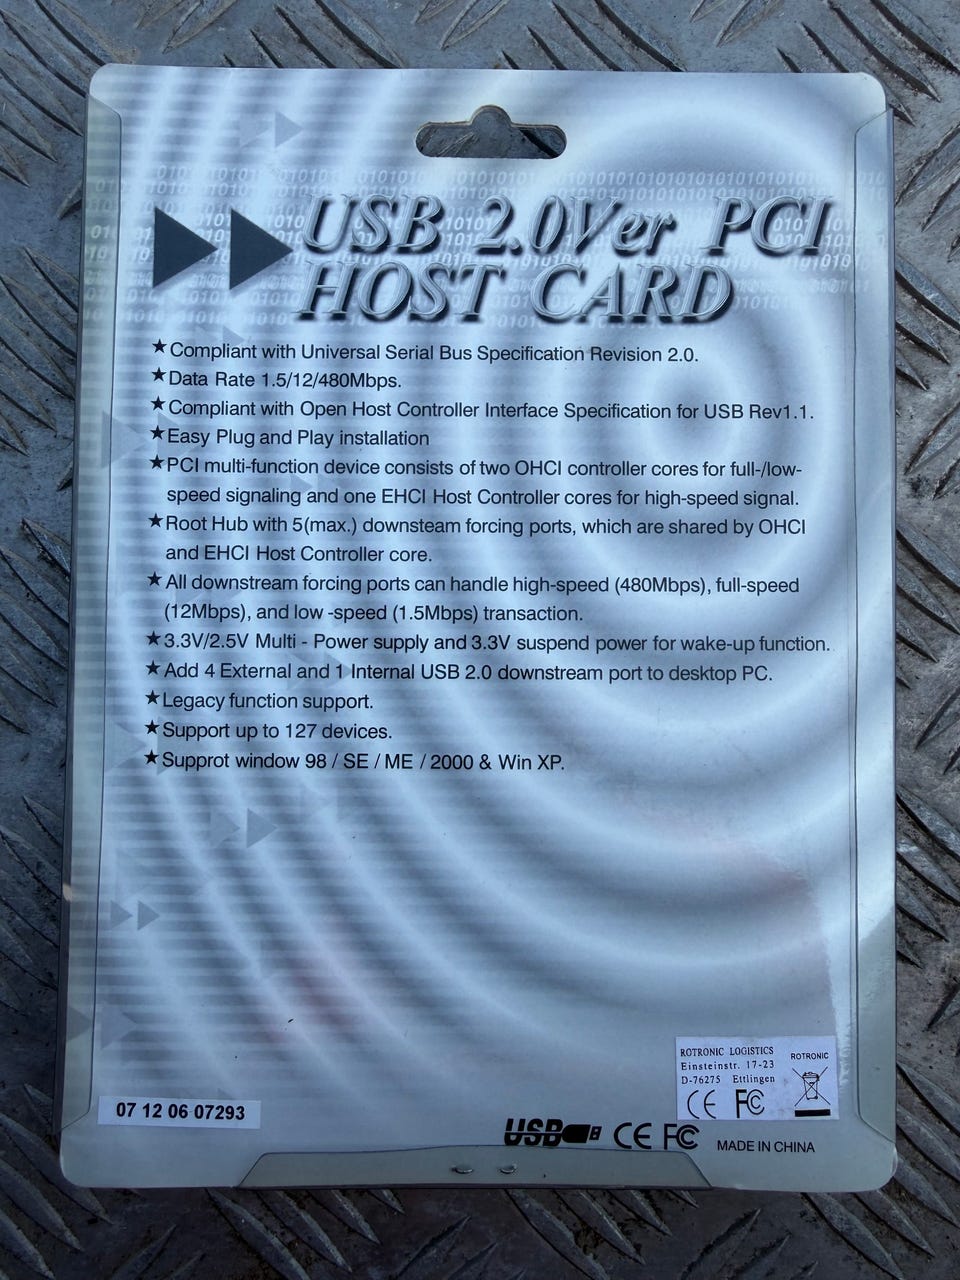 USB 2.0Ver PCI
HOST CARD
★Compliant with Universal Serial Bus Specification Revision 2.0.
★Data Rate 1.5/12/480Mbps.
★Compliant with Open Host Controller Interface Specification for USB Rev1.1.
★Easy Plug and Play installation
★PCI multi-function device consists of two OHCI controller cores for full-/low-
speed signaling and one EHCI Host Controller cores for high-speed signal.
★Root Hub with 5(max.) downsteam forcing ports, which are shared by OHCI
and EHCI Host Controller core.
★All downstream forcing ports can handle high-speed (480Mbps), full-speed
(12Mbps), and low -speed (1.5Mbps) transaction.
★3.3V/2.5V Multi - Power supply and 3.3V suspend power for wake-up function.
★Add 4 External and 1 Internal USB 2.0 downstream port to desktop PC.
★Legacy function support.
★Support up to 127 devices.
★Supprot window 98 / SE / ME / 2000 & Win XP.
ROTRONIC LOGISTICS
Einsteinstr. 17-23
D-76275 Ettlingen
ROTRONIC
CE FC
07 12 06 07293
USB CE FC MADE IN CHINA